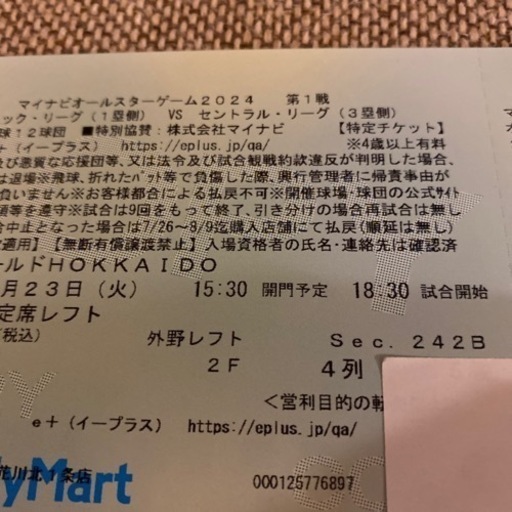 マイナビオールスターゲーム2024　第1戦
ック・リーグ(1塁側)　VS　セントラル・リーグ(3塁側)
球12球団　■特別協賛：株式会社マイナビ　【特定チケット】
+(イープラス)　https://eplus.jp/qa/　※4歳以上有料
及び悪質な応援団等、又は法令及び試合観戦約款違反が判明した場合、
は退場※飛球、折れたバット等で負傷した際、興行管理者に帰責事由が
負いません※お客様都合による払戻不可※開催球場・球団の公式サイト
領等を遵守※試合は9回をもって終了、引き分けの場合再試合は無し
合中止となった場合は7/26～8/9迄購入店舗にて払戻(順延は無し)
適用】【無断有償譲渡禁止】入場資格者の氏名・連絡先は確認済
ールドHOKKAIDO
月23日(火)　15:30 開門予定　18:30 試合開始
定席レフト
(税込)　外野レフト　Sec. 242B
2F　4列
<営利目的の転
e+(イープラス)　https://eplus.jp/qa/
花川北1条店
yMart　000125776897